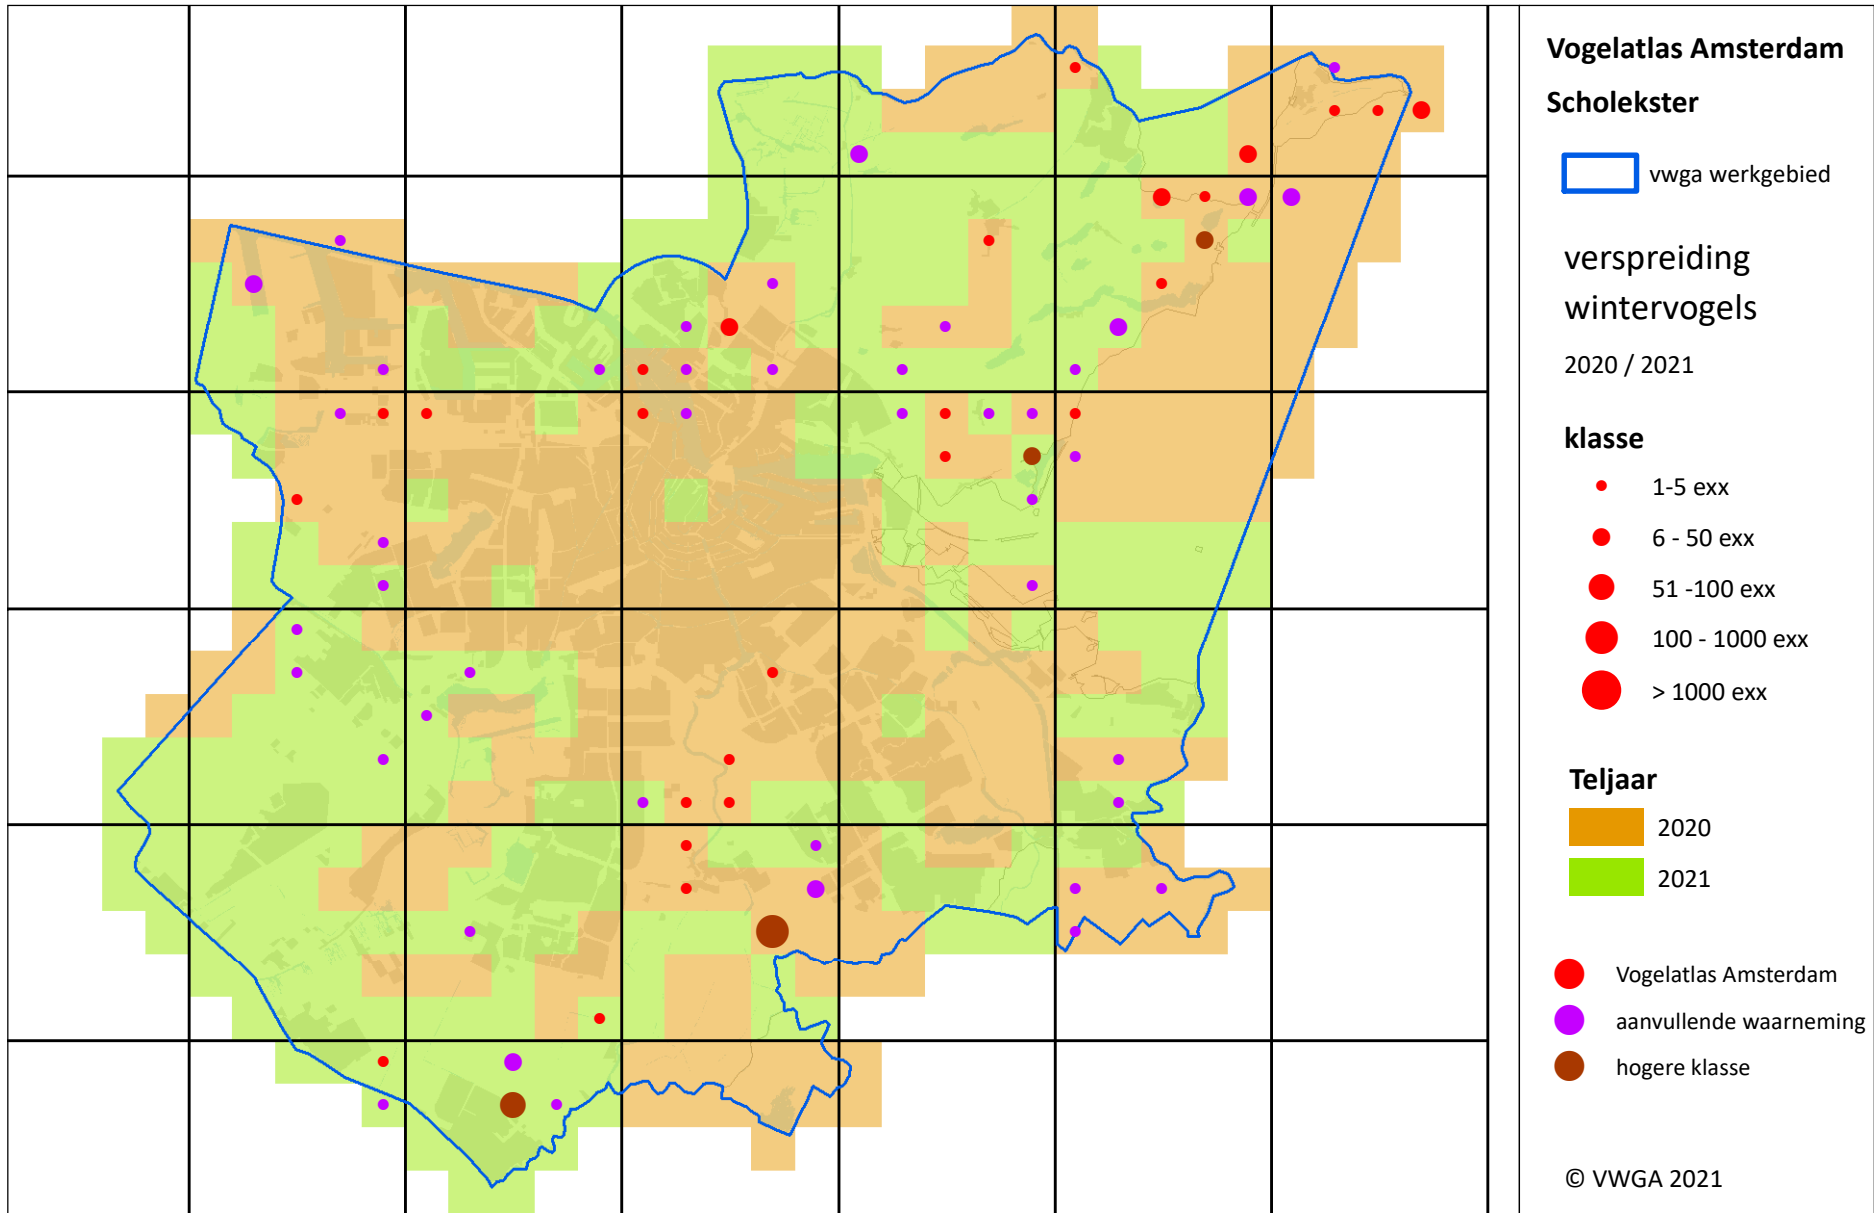 Vogelatlas Amsterdam
Scholekster
vwga werkgebied
verspreiding
wintervogels
2020 / 2021
klasse
1-5 exx
6 - 50 exx
51 -100 exx
100 - 1000 exx
> 1000 exx
Teljaar
2020
2021
Vogelatlas Amsterdam
aanvullende waarneming
hogere klasse
© VWGA 2021